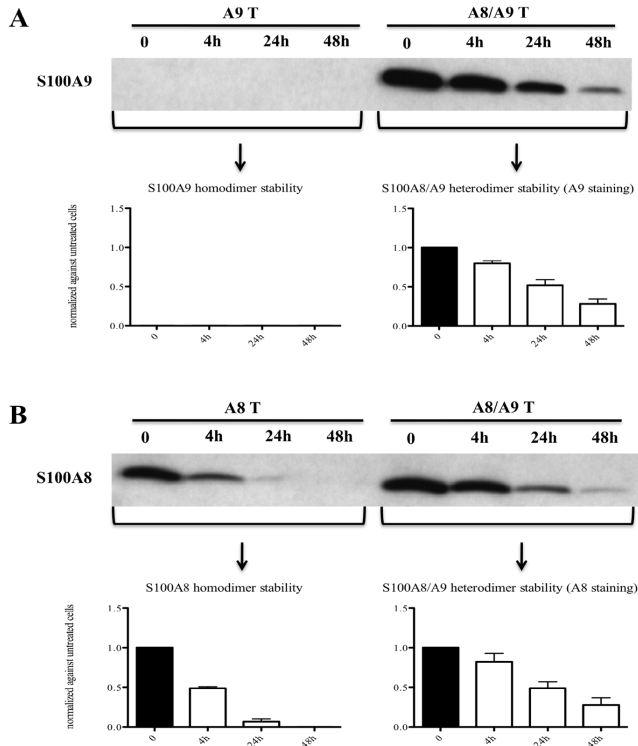 A
A9 T
A8/A9 T
0 4h 24h 48h
0 4h 24h 48h
S100A9
S100A9 homodimer stability
normalized against untreated cells
1.5
1.0
0.5
0.0
0 4h 24h 48h
S100A8/A9 heterodimer stability (A9 staining)
1.5
1.0
0.5
0.0
0 4h 24h 48h
B
A8 T
A8/A9 T
0 4h 24h 48h
0 4h 24h 48h
S100A8
S100A8 homodimer stability
normalized against untreated cells
1.5
1.0
0.5
0.0
0 4h 24h 48h
S100A8/A9 heterodimer stability (A8 staining)
1.5
1.0
0.5
0.0
0 4h 24h 48h